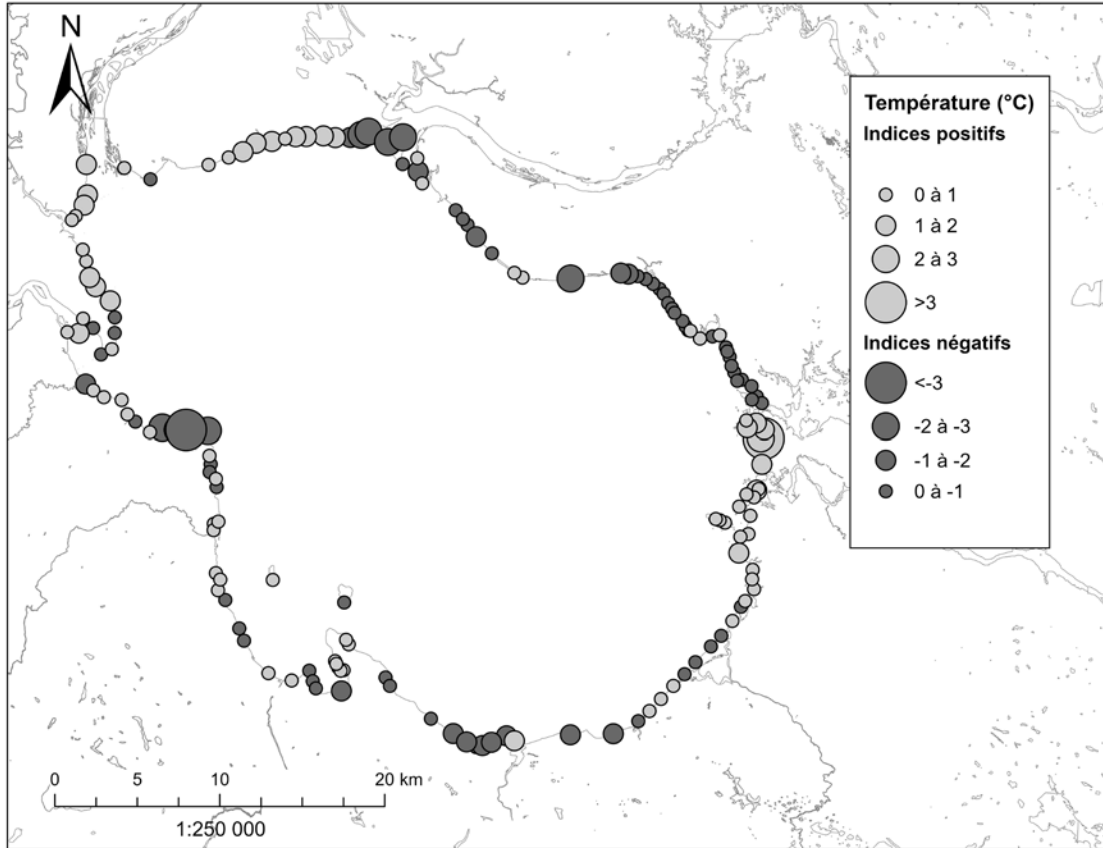 N
Température (°C)
Indices positifs
0 à 1
1 à 2
2 à 3
>3
Indices négatifs
<-3
-2 à -3
-1 à -2
0 à -1
0 5 10 20 km
1:250 000